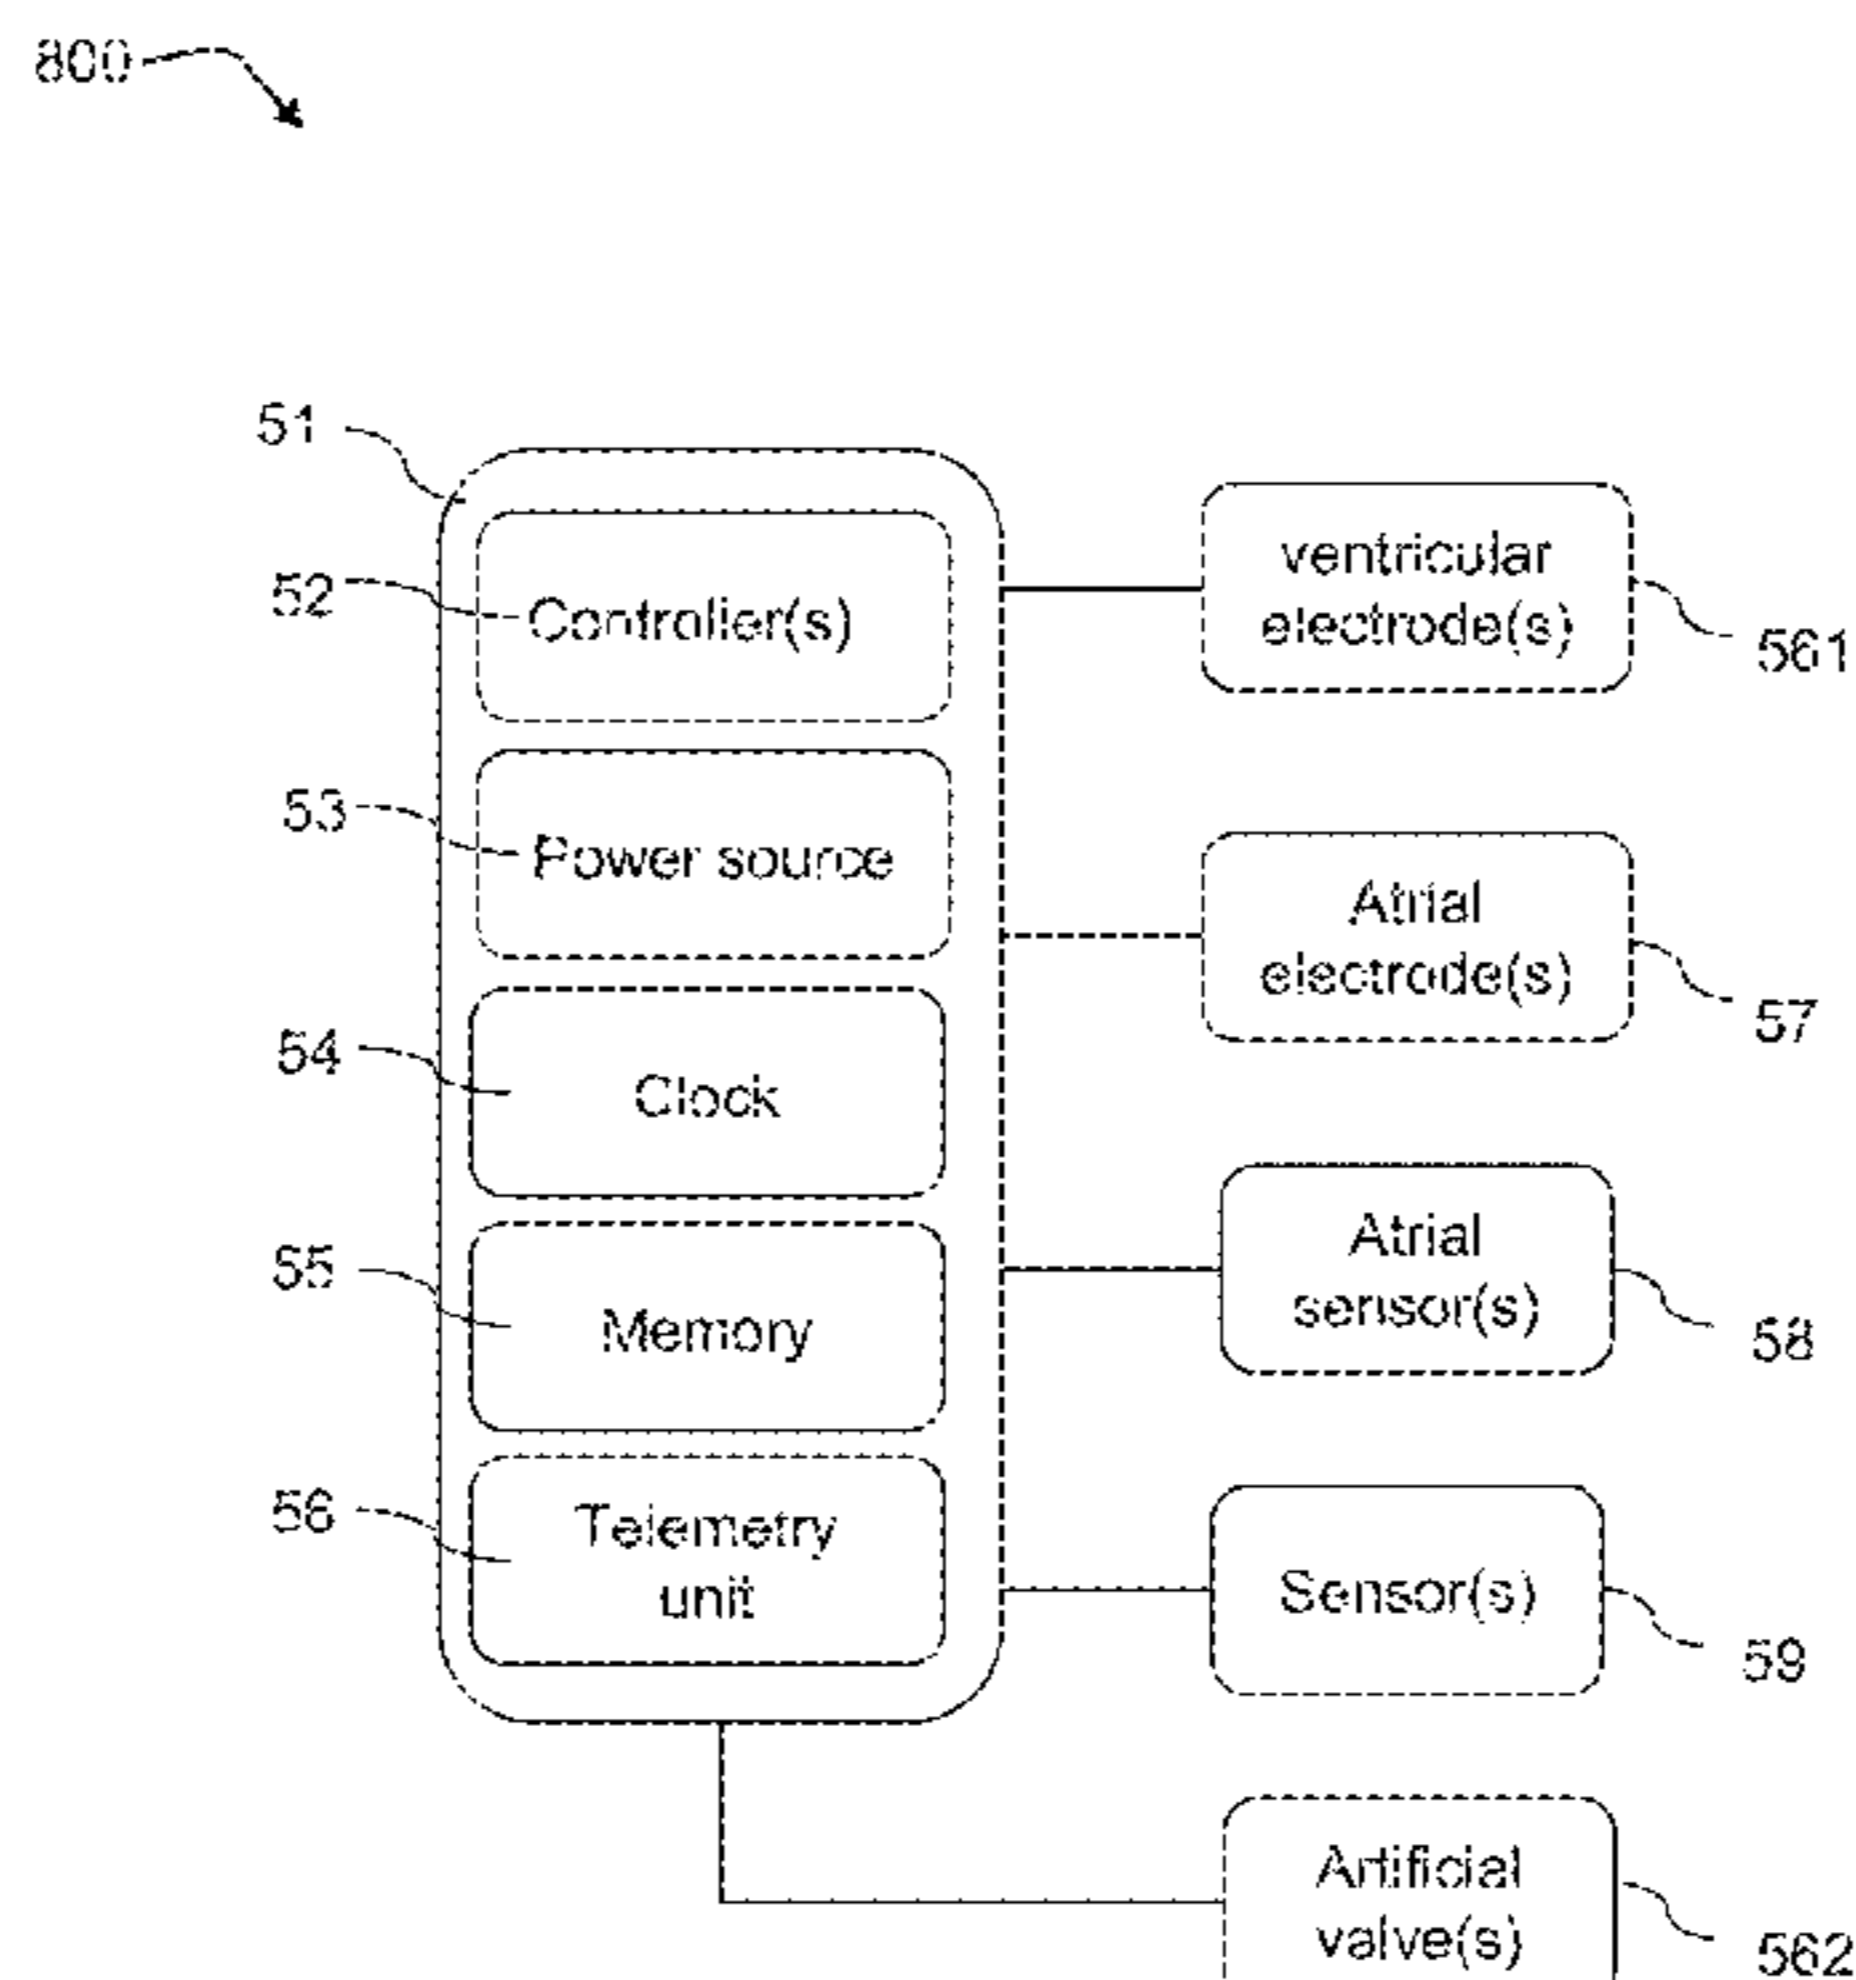 800
51
52
Controller(s)
53
Power source
54
Clock
55
Memory
56
Telemetry
unit
ventricular
electrode(s)
561
Atrial
electrode(s)
57
Atrial
sensor(s)
58
Sensor(s)
59
Artificial
valve(s)
562